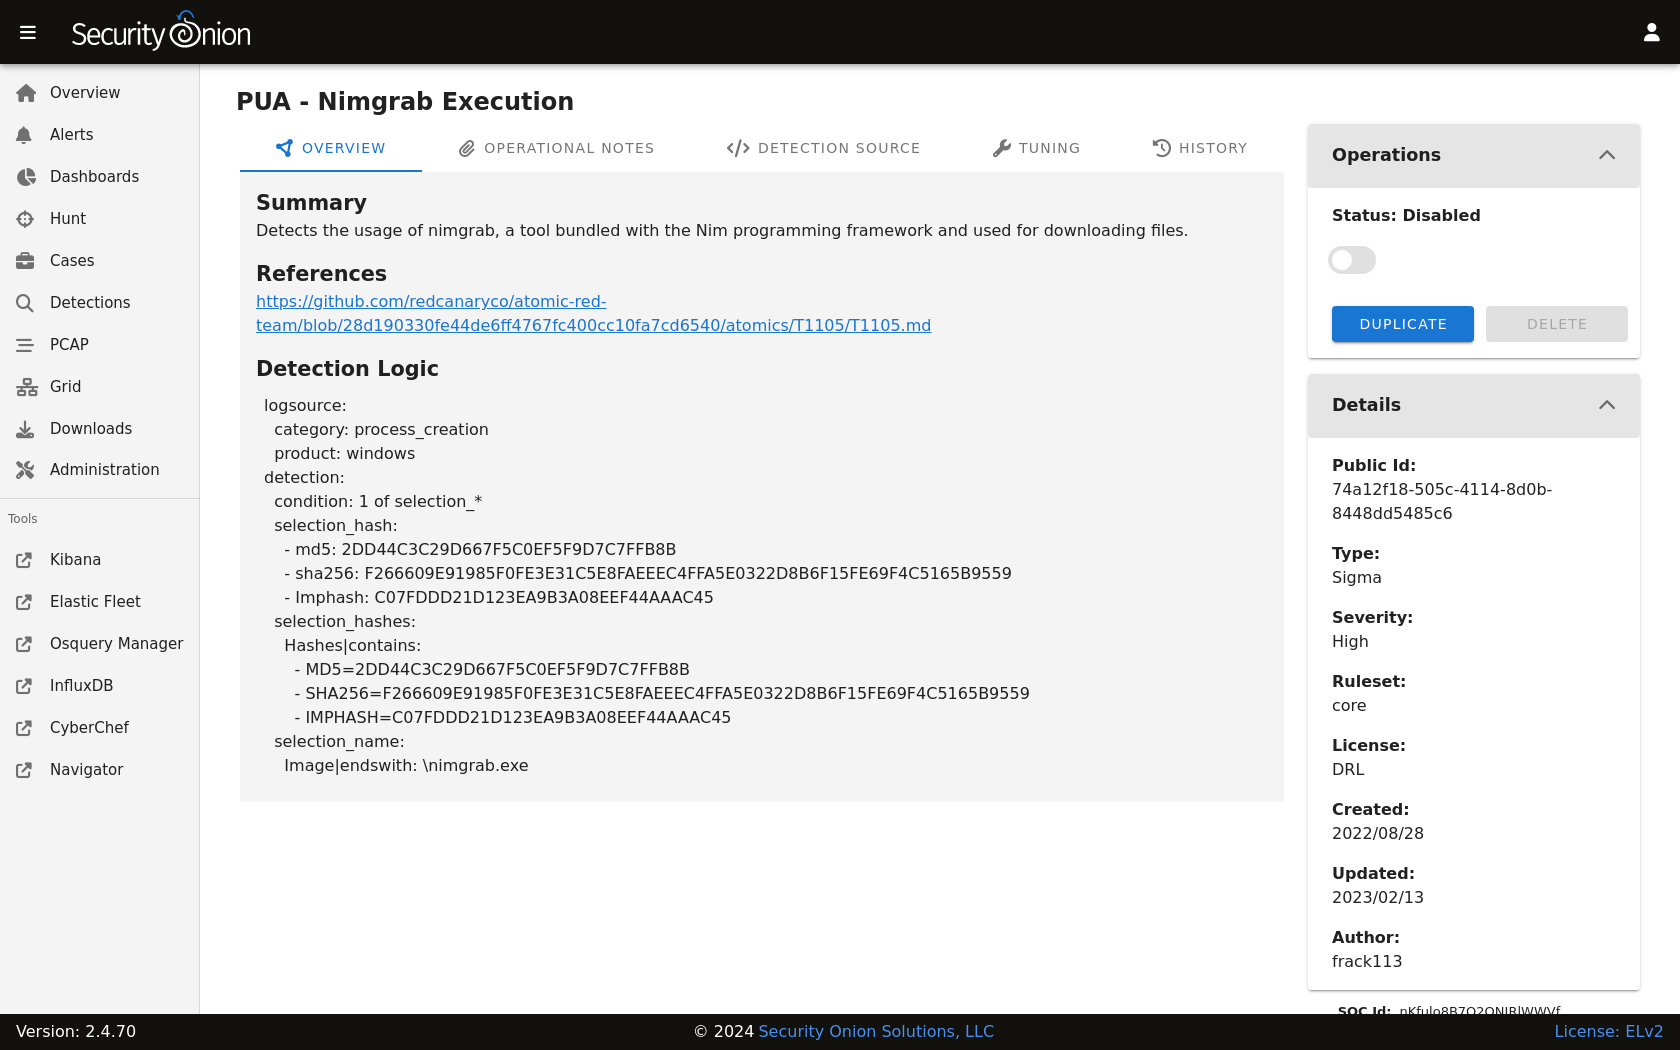 Security Onion
Overview
Alerts
Dashboards
Hunt
Cases
Detections
PCAP
Grid
Downloads
Administration
Tools
Kibana
Elastic Fleet
Osquery Manager
InfluxDB
CyberChef
Navigator
PUA - Nimgrab Execution
OVERVIEW
OPERATIONAL NOTES
DETECTION SOURCE
TUNING
HISTORY
Summary
Detects the usage of nimgrab, a tool bundled with the Nim programming framework and used for downloading files.
References
https://github.com/redcanaryco/atomic-red-
team/blob/28d190330fe44de6ff4767fc400cc10fa7cd6540/atomics/T1105/T1105.md
Detection Logic
logsource:
category: process_creation
product: windows
detection:
condition: 1 of selection_*
selection_hash:
- md5: 2DD44C3C29D667F5C0EF5F9D7C7FFB8B
- sha256: F266609E91985F0FE3E31C5E8FAEEEC4FFA5E0322D8B6F15FE69F4C5165B9559
- Imphash: C07FDDD21D123EA9B3A08EEF44AAAC45
selection_hashes:
Hashes|contains:
- MD5=2DD44C3C29D667F5C0EF5F9D7C7FFB8B
- SHA256=F266609E91985F0FE3E31C5E8FAEEEC4FFA5E0322D8B6F15FE69F4C5165B9559
- IMPHASH=C07FDDD21D123EA9B3A08EEF44AAAC45
selection_name:
Image|endswith: \nimgrab.exe
Operations
Status: Disabled
DUPLICATE
DELETE
Details
Public Id:
74a12f18-505c-4114-8d0b-
8448dd5485c6
Type:
Sigma
Severity:
High
Ruleset:
core
License:
DRL
Created:
2022/08/28
Updated:
2023/02/13
Author:
frack113
SOC Id:
Version: 2.4.70
© 2024 Security Onion Solutions, LLC
License: ELv2